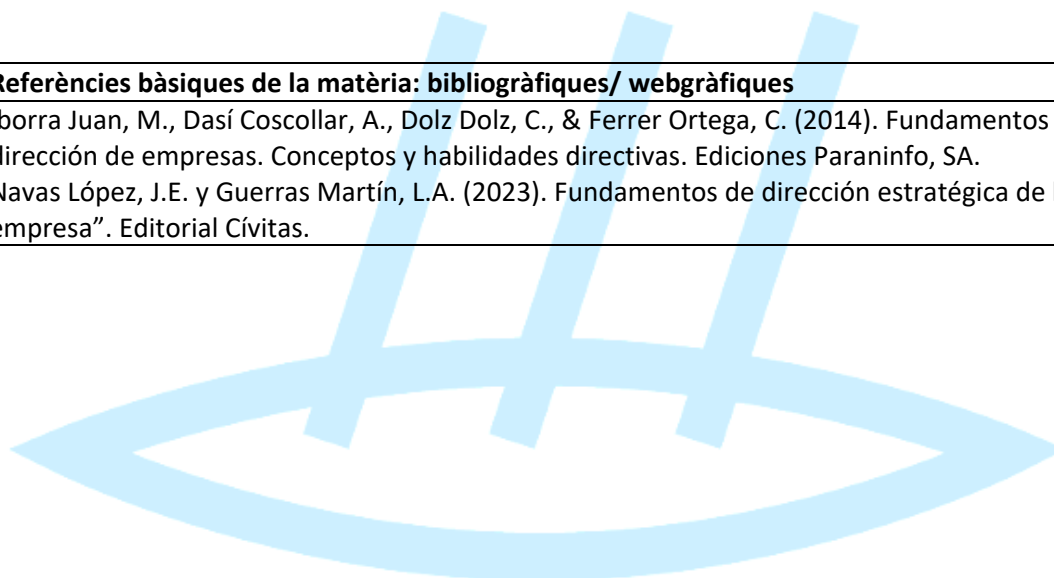 Referències bàsiques de la matèria: bibliogràfiques/ webgràfiques
borra Juan, M., Dasí Coscollar, A., Dolz Dolz, C., & Ferrer Ortega, C. (2014). Fundamentos
dirección de empresas. Conceptos y habilidades directivas. Ediciones Paraninfo, SA.
Navas López, J.E. y Guerras Martín, L.A. (2023). Fundamentos de dirección estratégica de
empresa”. Editorial Cívitas.